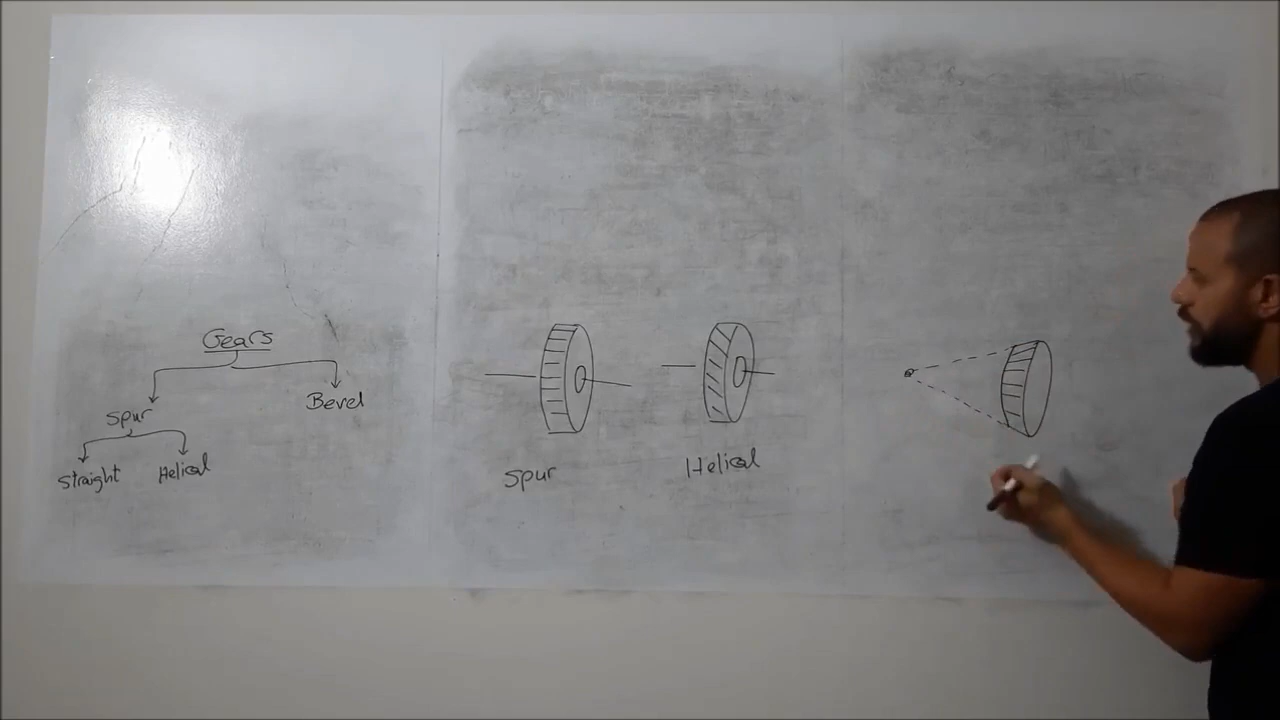 Gears
Spur
Bevel
Straight
Helical
Spur
Helical